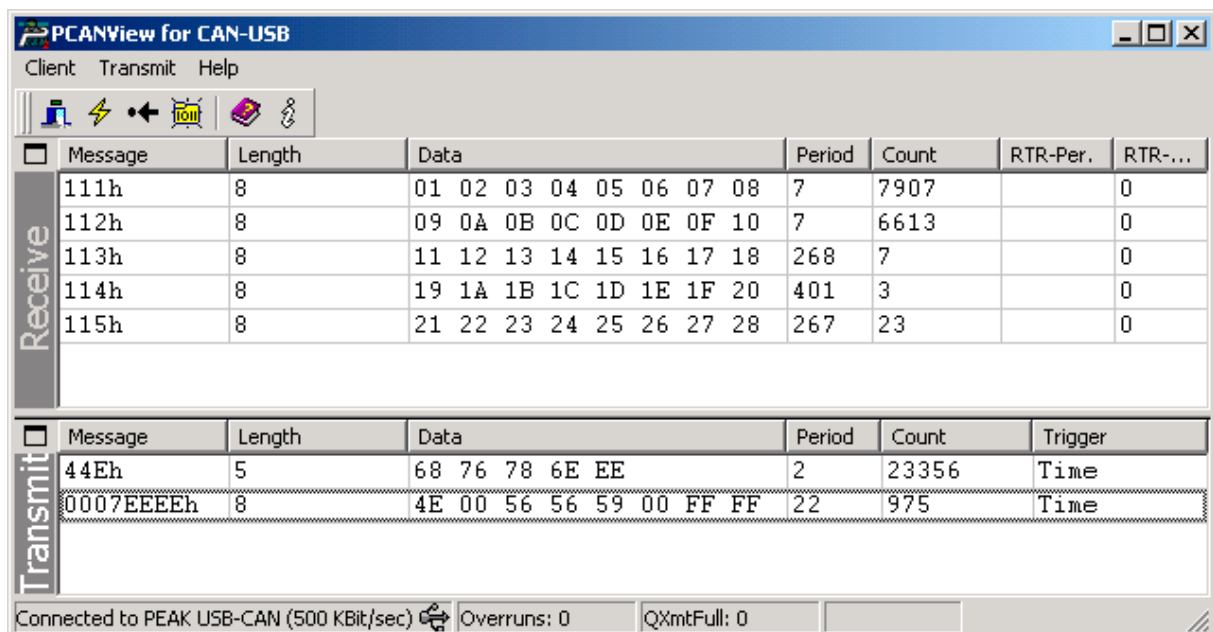 PCANView for CAN-USB
Client Transmit Help
Message Length Data Period Count RTR-Per. RTR-...
Receive
111h 8 01 02 03 04 05 06 07 08 7 7907 0
112h 8 09 0A 0B 0C 0D 0E 0F 10 7 6613 0
113h 8 11 12 13 14 15 16 17 18 268 7 0
114h 8 19 1A 1B 1C 1D 1E 1F 20 401 3 0
115h 8 21 22 23 24 25 26 27 28 267 23 0
Message Length Data Period Count Trigger
Transmit
44Eh 5 68 76 78 6E EE 2 23356 Time
0007EEEEh 8 4E 00 56 56 59 00 FF FF 22 975 Time
Connected to PEAK USB-CAN (500 KBit/sec) Overruns: 0 QXmtFull: 0